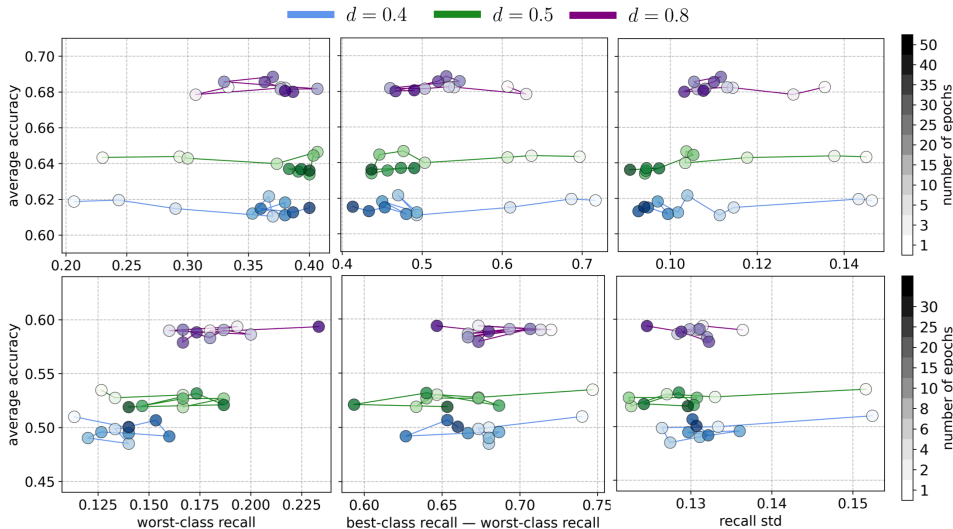 d = 0.4 d = 0.5 d = 0.8
average accuracy
0.70
0.68
0.66
0.64
0.62
0.60
0.20 0.25 0.30 0.35 0.40
0.4 0.5 0.6 0.7
0.10 0.12 0.14
50
45
40
35
30
25
20
15
10
5
3
1
number of epochs
average accuracy
0.60
0.55
0.50
0.45
0.125 0.150 0.175 0.200 0.225
0.60 0.65 0.70 0.75
0.13 0.14 0.15
worst-class recall
best-class recall — worst-class recall
recall std
30
20
10
9
8
6
4
2
1
number of epochs